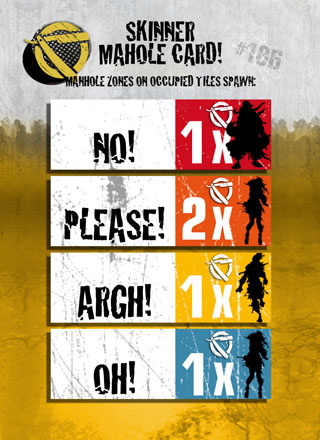 SKINNER
MAHOLE CARD!
#186
MANHOLE ZONES ON OCCUPIED TILES SPAWN:
NO!
1X
PLEASE!
2X
ARGH!
1X
OH!
1X